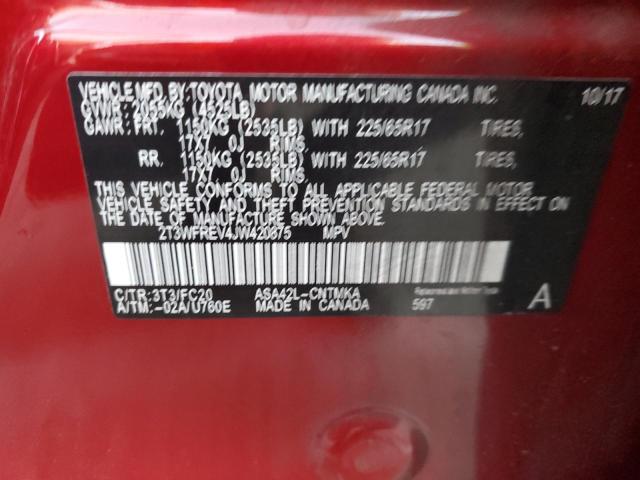 VEHICLE MFD. BY: TOYOTA MOTOR MANUFACTURING CANADA INC. 10/17
GVWR: 2055KG (4525LB)
GAWR: FRT. 1150KG (2535LB) WITH 225/65R17 TIRES,
17X7 0J RIMS.
RR. 1150KG (2535LB) WITH 225/65R17 TIRES,
17X7 0J RIMS.
THIS VEHICLE CONFORMS TO ALL APPLICABLE FEDERAL MOTOR
VEHICLE SAFETY AND THEFT PREVENTION STANDARDS IN EFFECT ON
THE DATE OF MANUFACTURE SHOWN ABOVE.
2T3WFREV4JW420875 MPV
C/TR:3T3/FC20 ASA42L-CNTMKA
A/TM:-02A/U760E MADE IN CANADA 597 A